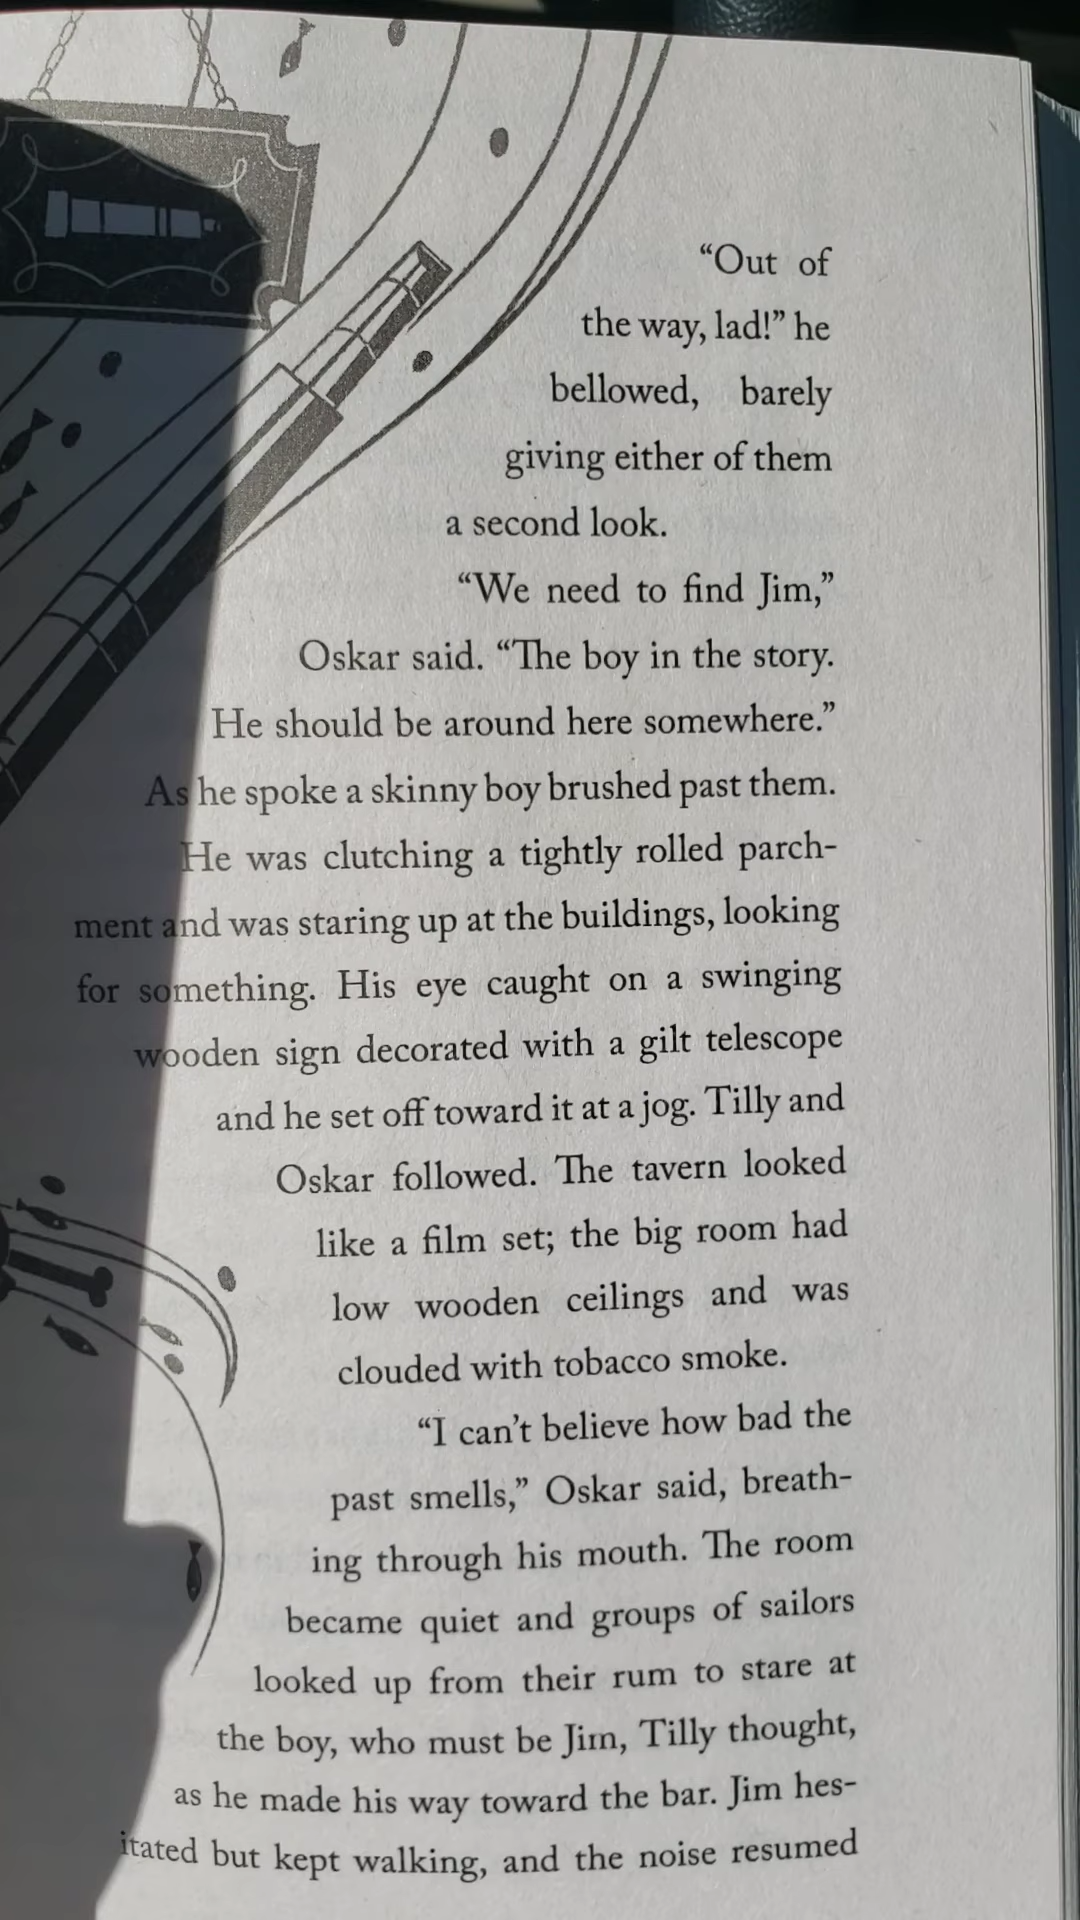 “Out of
the way, lad!” he
bellowed, barely
giving either of them
a second look.
“We need to find Jim,”
Oskar said. “The boy in the story.
He should be around here somewhere.”
As he spoke a skinny boy brushed past them.
He was clutching a tightly rolled parch-
ment and was staring up at the buildings, looking
for something. His eye caught on a swinging
wooden sign decorated with a gilt telescope
and he set off toward it at a jog. Tilly and
Oskar followed. The tavern looked
like a film set; the big room had
low wooden ceilings and was
clouded with tobacco smoke.
“I can’t believe how bad the
past smells,” Oskar said, breath-
ing through his mouth. The room
became quiet and groups of sailors
looked up from their rum to stare at
the boy, who must be Jim, Tilly thought,
as he made his way toward the bar. Jim hes-
itated but kept walking, and the noise resumed